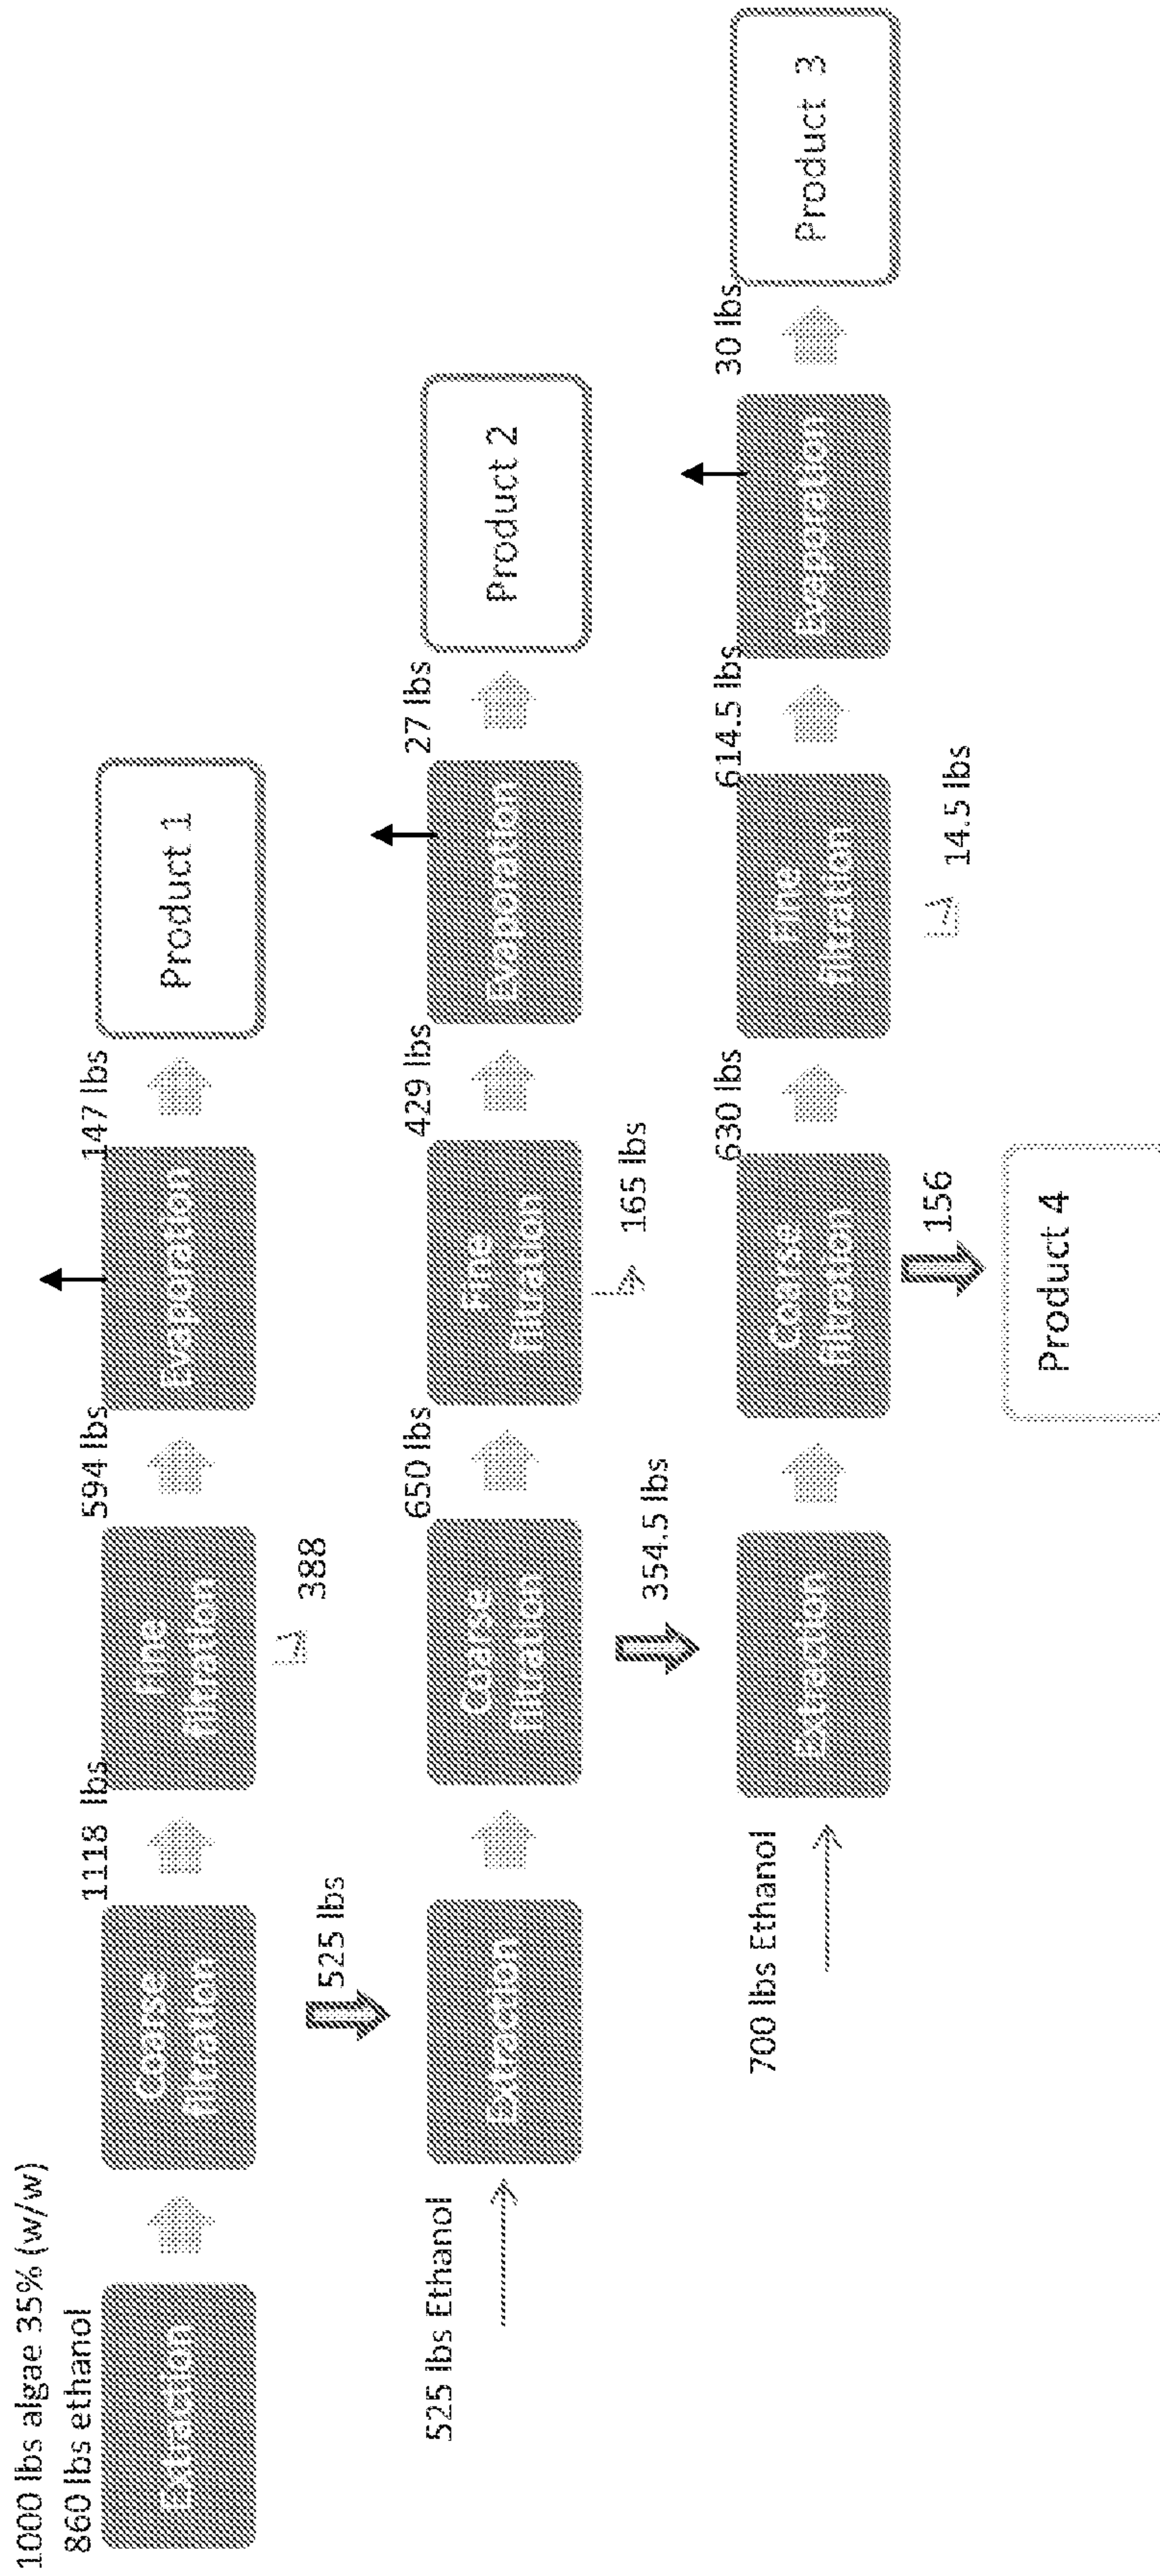 1000 lbs algae 35% (w/w)
860 lbs ethanol
Extraction
Coarse
filtration
1118 lbs
Fine
filtration
594 lbs
Evaporation
147 lbs
Product 1
525 lbs
388
525 lbs Ethanol
Extraction
Coarse
filtration
650 lbs
Fine
filtration
429 lbs
Evaporation
27 lbs
Product 2
354.5 lbs
165 lbs
700 lbs Ethanol
Extraction
Coarse
filtration
630 lbs
Fine
filtration
614.5 lbs
Evaporation
30 lbs
Product 3
156
14.5 lbs
Product 4